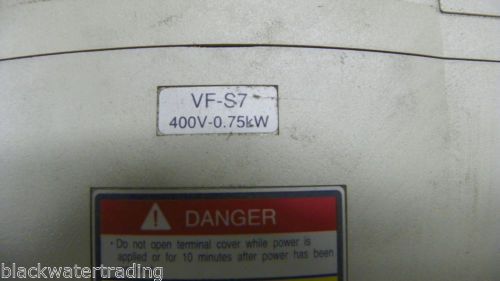 VF-S7
400V-0.75kW
DANGER
· Do not open terminal cover while power is
applied or for 10 minutes after power has been
blackwatertrading